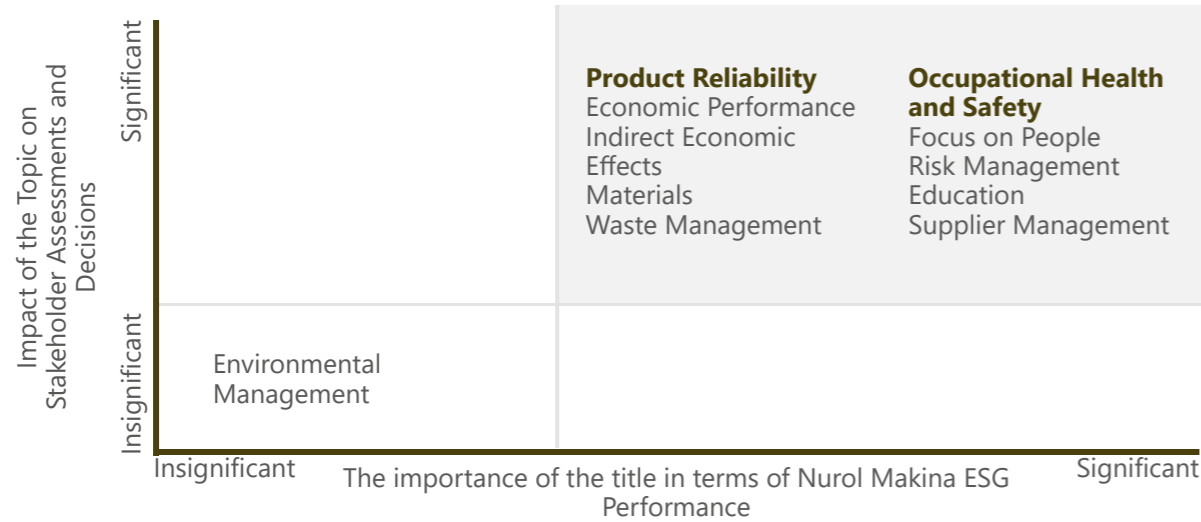 Impact of the Topic on
Stakeholder Assessments and
Decisions
Significant
Insignificant
Product Reliability
Economic Performance
Indirect Economic
Effects
Materials
Waste Management
Occupational Health
and Safety
Focus on People
Risk Management
Education
Supplier Management
Environmental
Management
Insignificant
The importance of the title in terms of Nurol Makina ESG
Performance
Significant